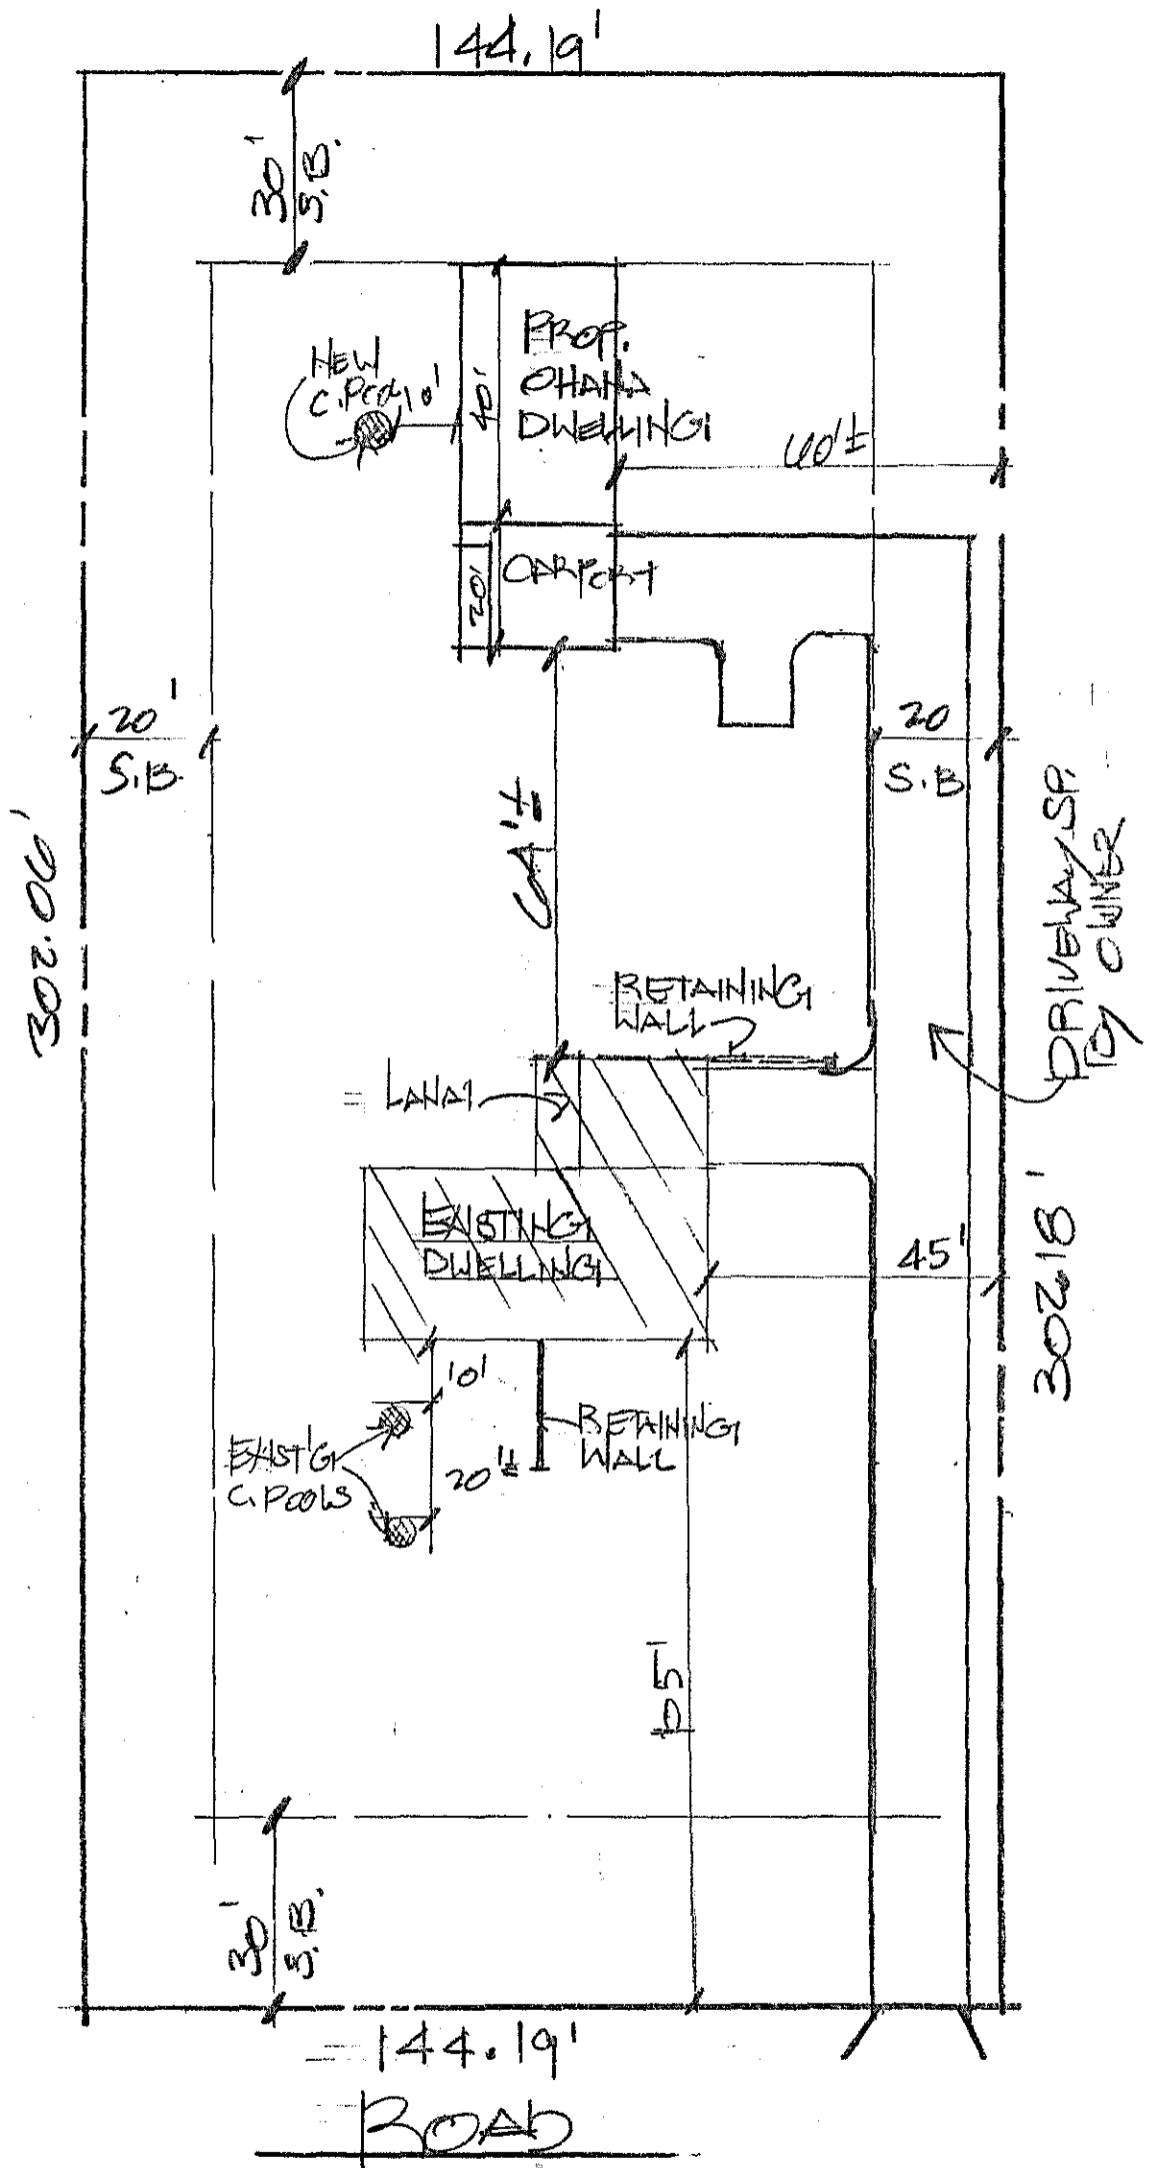 144.19'
30'
S.B.
NEW
C. POOL
10'
40'
PROP.
OHANA
DWELLING
60'±
20'
CARPORT
20'
S.B.
20
S.B
64'±
302.06'
DRIVEWAY SP.
BY OWNER
RETAINING
WALL
LANAI
EXISTING
DWELLING
45'
302.18'
10'
EXIST'G
C. POOLS
20'±
RETAINING
WALL
30'
S.B.
144.19'
ROAD